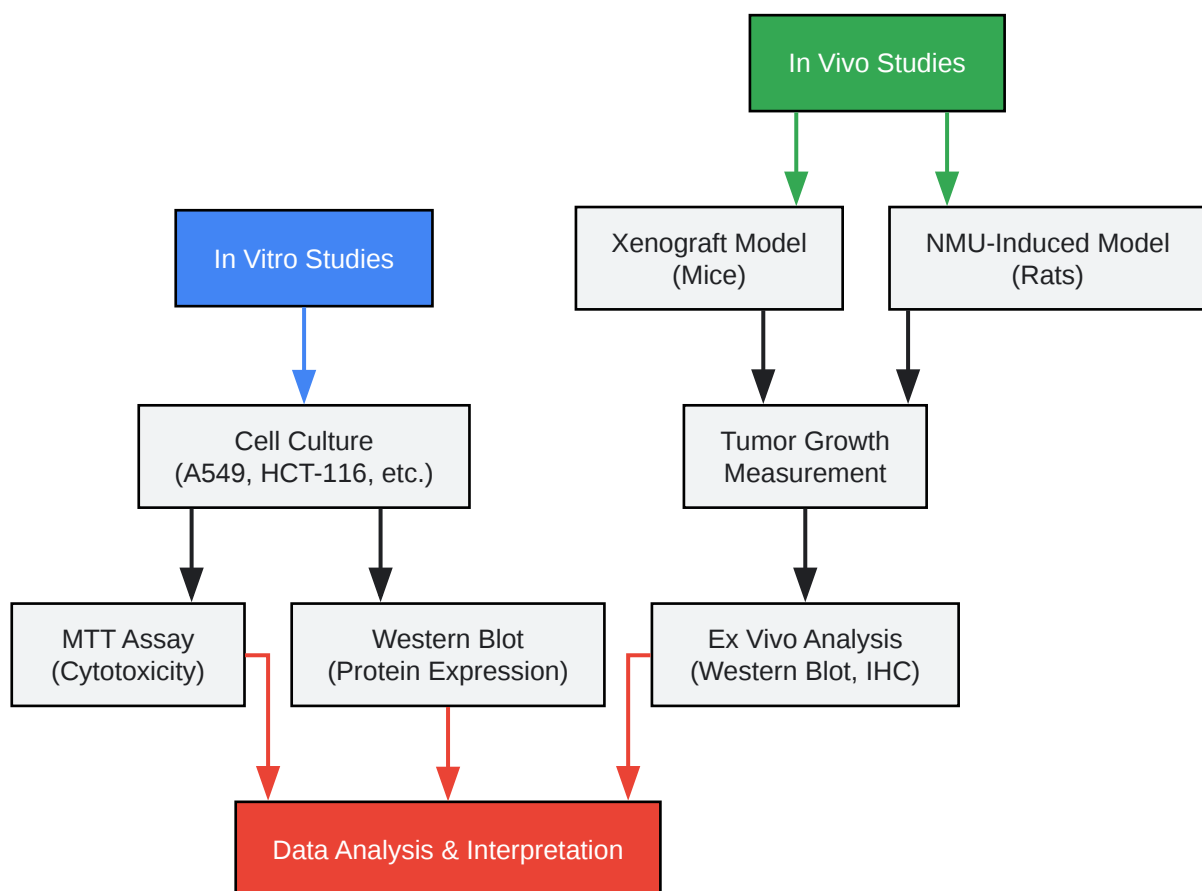 In Vivo Studies
In Vitro Studies
Xenograft Model
(Mice)
NMU-Induced Model
(Rats)
Cell Culture
(A549, HCT-116, etc.)
Tumor Growth
Measurement
MTT Assay
(Cytotoxicity)
Western Blot
(Protein Expression)
Ex Vivo Analysis
(Western Blot, IHC)
Data Analysis & Interpretation